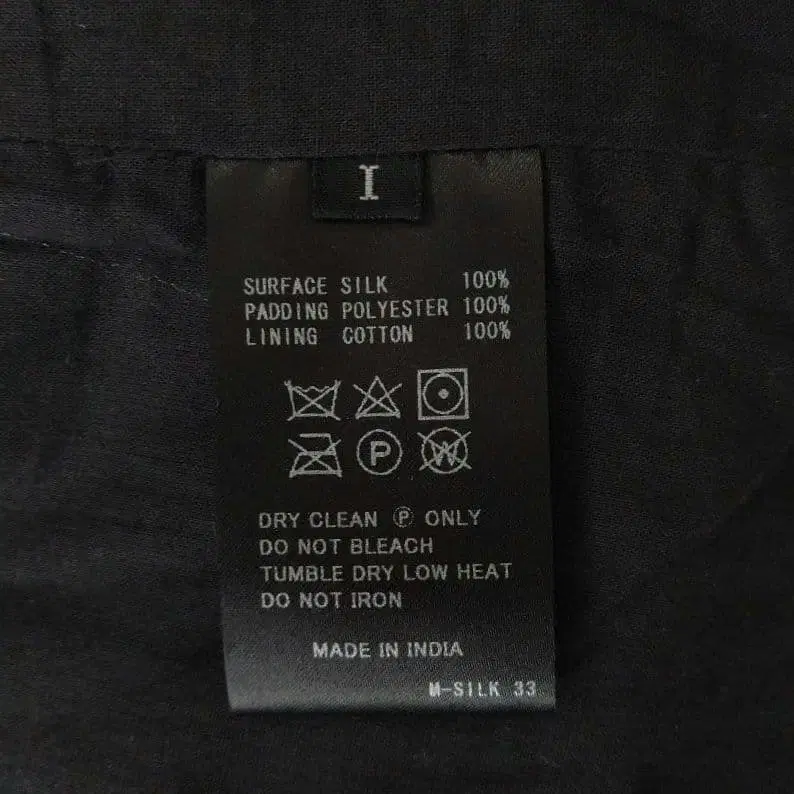 I
SURFACE SILK 100%
PADDING POLYESTER 100%
LINING COTTON 100%
P W
DRY CLEAN Ⓟ ONLY
DO NOT BLEACH
TUMBLE DRY LOW HEAT
DO NOT IRON
MADE IN INDIA
M-SILK 33